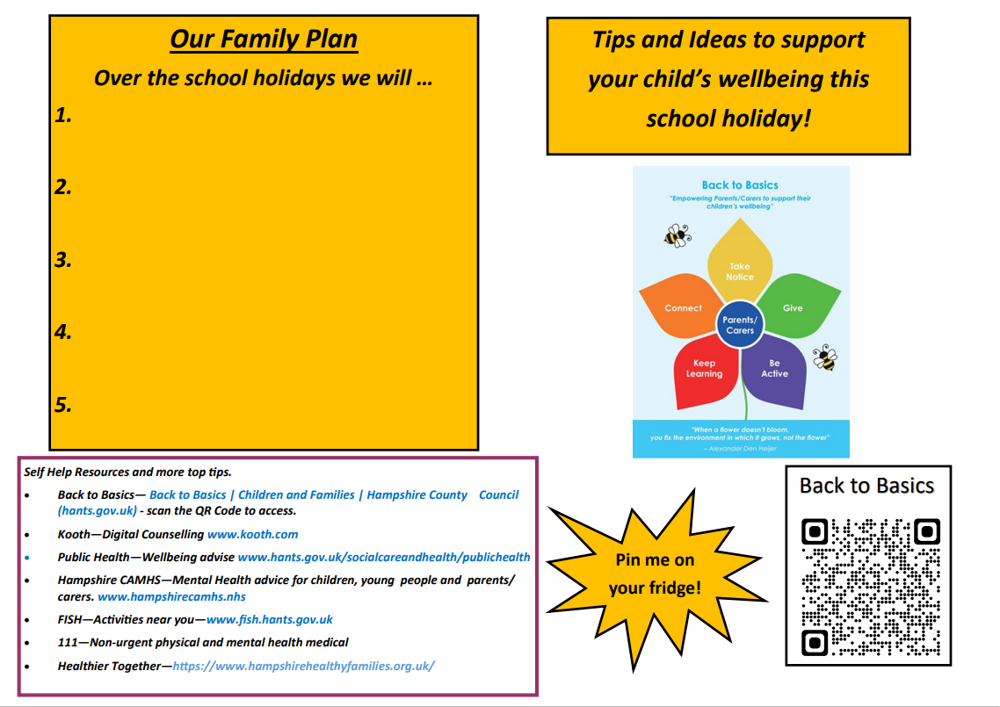 Our Family Plan
Over the school holidays we will …
1.
2.
3.
4.
5.
Self Help Resources and more top tips.
• Back to Basics— Back to Basics | Children and Families | Hampshire County Council
(hants.gov.uk) - scan the QR Code to access.
• Kooth—Digital Counselling www.kooth.com
• Public Health—Wellbeing advise www.hants.gov.uk/socialcareandhealth/publichealth
• Hampshire CAMHS—Mental Health advice for children, young people and parents/
carers. www.hampshirecamhs.nhs
• FISH—Activities near you—www.fish.hants.gov.uk
• 111—Non-urgent physical and mental health medical
• Healthier Together—https://www.hampshirehealthyfamilies.org.uk/
Tips and Ideas to support
your child’s wellbeing this
school holiday!
Back to Basics
“Empowering Parents/Carers to support their
children’s wellbeing”
Take
Notice
Connect
Give
Parents/
Carers
Keep
Learning
Be
Active
“When a flower doesn’t bloom,
you fix the environment in which it grows, not the flower”
– Alexander Den Heijer
Pin me on
your fridge!
Back to Basics